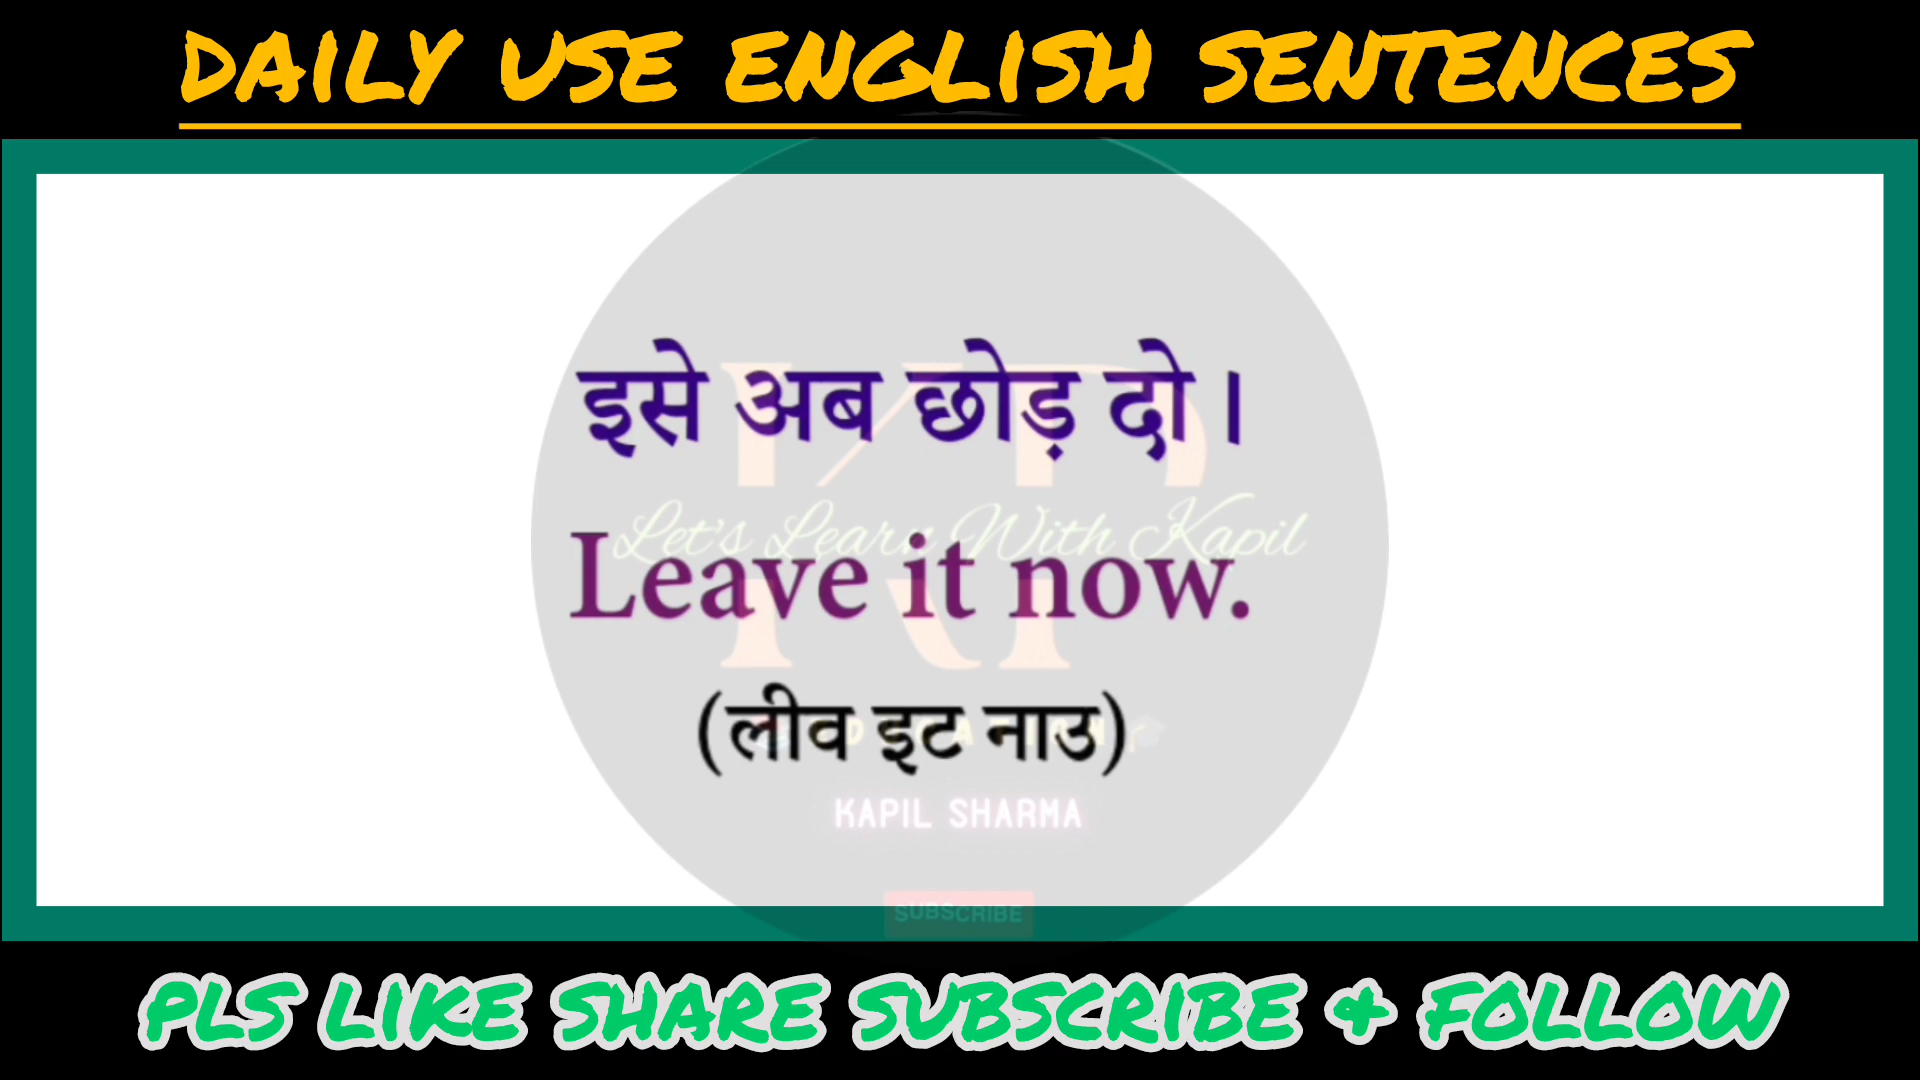 DAILY USE ENGLISH SENTENCES
इसे अब छोड़ दो।
Let's Learn With Kapil
Leave it now.
(लीव इट नाउ)
KAPIL SHARMA
SUBSCRIBE
PLS LIKE SHARE SUBSCRIBE & FOLLOW